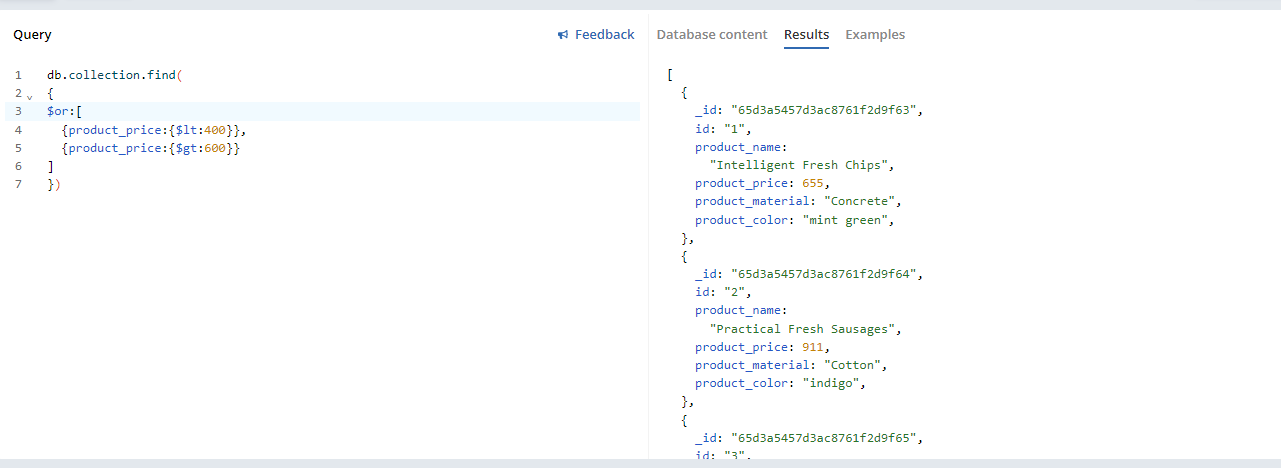 Query
Feedback
1 db.collection.find(
2 {
3 $or:[
4 {product_price:{$lt:400}},
5 {product_price:{$gt:600}}
6 ]
7 })
Database content Results Examples
[
{
_id: "65d3a5457d3ac8761f2d9f63",
id: "1",
product_name:
"Intelligent Fresh Chips",
product_price: 655,
product_material: "Concrete",
product_color: "mint green",
},
{
_id: "65d3a5457d3ac8761f2d9f64",
id: "2",
product_name:
"Practical Fresh Sausages",
product_price: 911,
product_material: "Cotton",
product_color: "indigo",
},
{
_id: "65d3a5457d3ac8761f2d9f65",
id: "3",